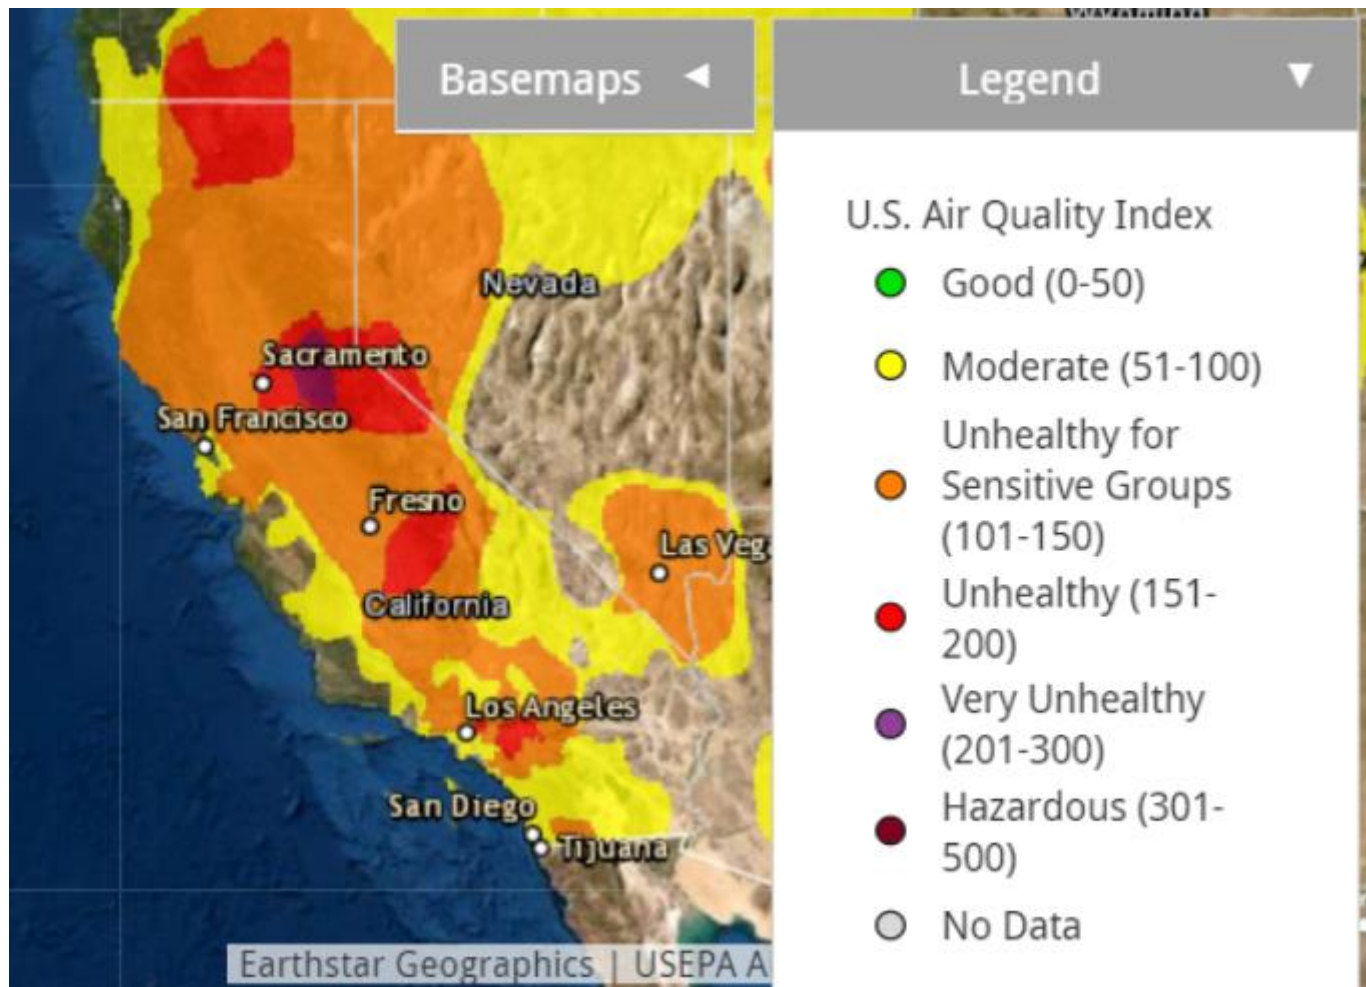 Basemaps
Legend
U.S. Air Quality Index
Good (0-50)
Moderate (51-100)
Unhealthy for
Sensitive Groups
(101-150)
Unhealthy (151-
200)
Very Unhealthy
(201-300)
Hazardous (301-
500)
No Data
Nevada
Sacramento
San Francisco
Fresno
Las Vega
California
Los Angeles
San Diego
Tijuana
Earthstar Geographics | USEPA A